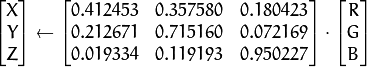 [X] ← [0.412453 0.357580 0.180423] · [R]
[Y] [0.212671 0.715160 0.072169] [G]
[Z] [0.019334 0.119193 0.950227] [B]